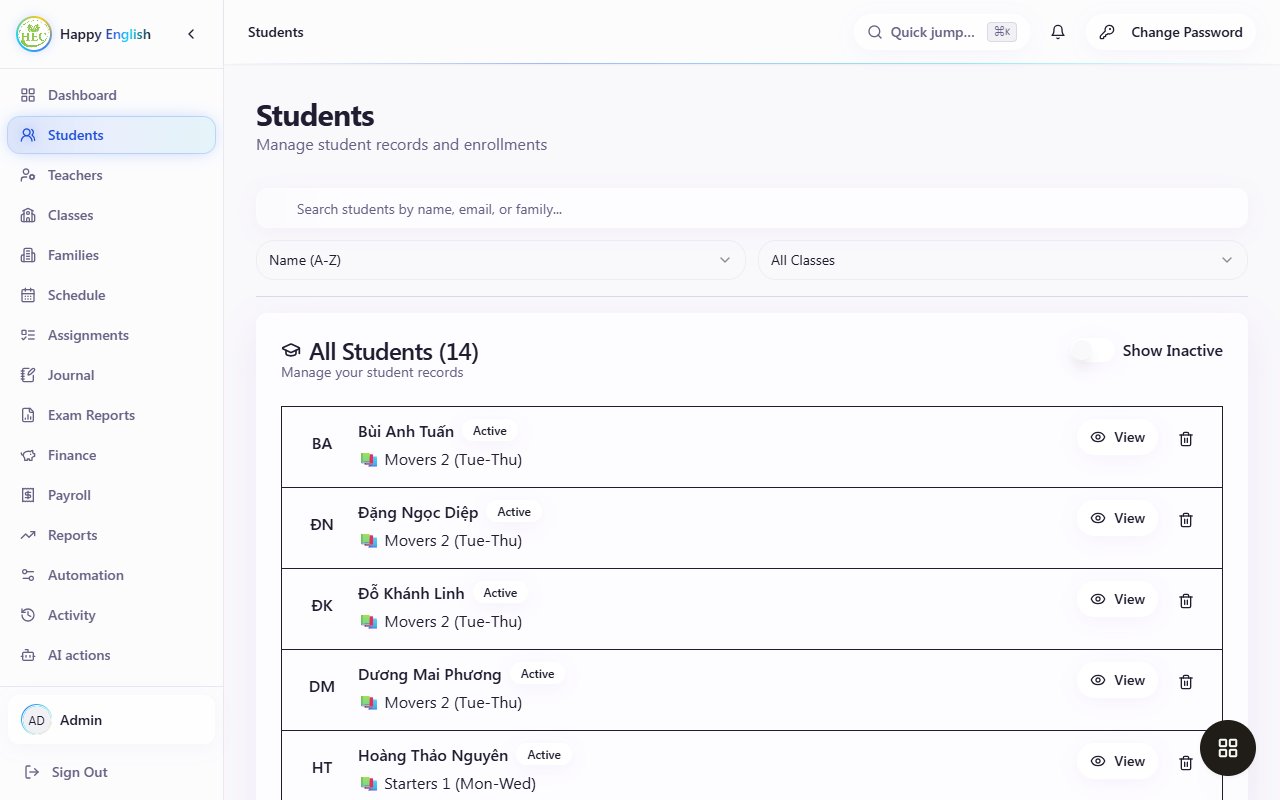 HEC
Happy English
Dashboard
Students
Teachers
Classes
Families
Schedule
Assignments
Journal
Exam Reports
Finance
Payroll
Reports
Automation
Activity
AI actions
AD Admin
Sign Out
Students
Quick jump... ⌘K
Change Password
Students
Manage student records and enrollments
Search students by name, email, or family...
Name (A-Z)
All Classes
All Students (14)
Manage your student records
Show Inactive
BA
Bùi Anh Tuấn Active
Movers 2 (Tue-Thu)
View
ĐN
Đặng Ngọc Diệp Active
Movers 2 (Tue-Thu)
View
ĐK
Đỗ Khánh Linh Active
Movers 2 (Tue-Thu)
View
DM
Dương Mai Phương Active
Movers 2 (Tue-Thu)
View
HT
Hoàng Thảo Nguyên Active
Starters 1 (Mon-Wed)
View